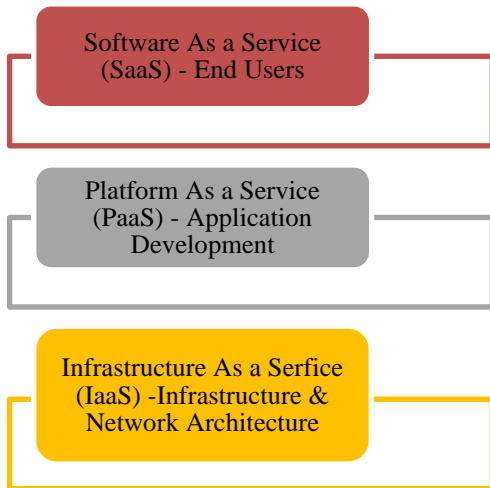 Software As a Service
(SaaS) - End Users
Platform As a Service
(PaaS) - Application
Development
Infrastructure As a Serfice
(IaaS) -Infrastructure &
Network Architecture